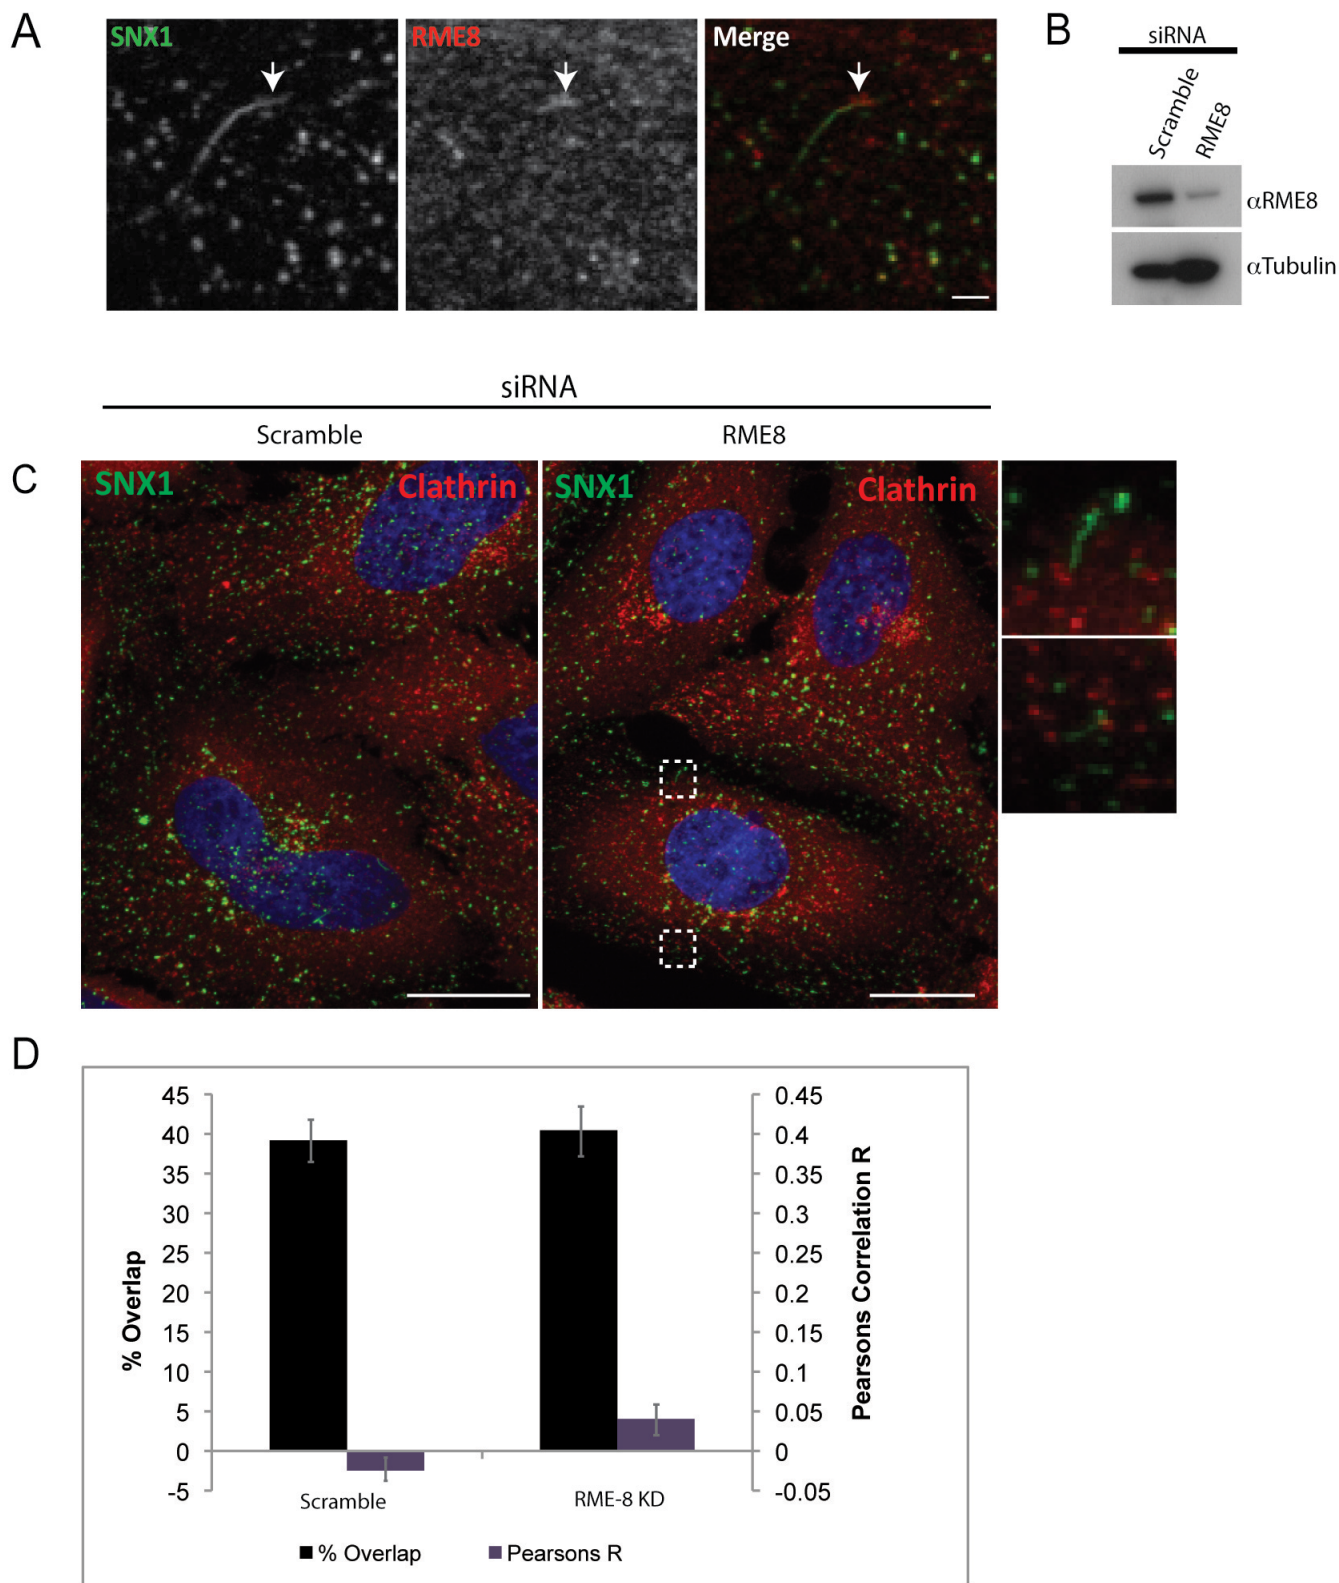 A
SNX1
RME8
Merge
B
siRNA
Scramble
RME8
αRME8
αTubulin
siRNA
Scramble
RME8
C
SNX1
Clathrin
SNX1
Clathrin
D
45
40
35
30
25
20
15
10
5
0
-5
% Overlap
0.45
0.4
0.35
0.3
0.25
0.2
0.15
0.1
0.05
0
-0.05
Pearsons Correlation R
Scramble
RME-8 KD
% Overlap
Pearsons R